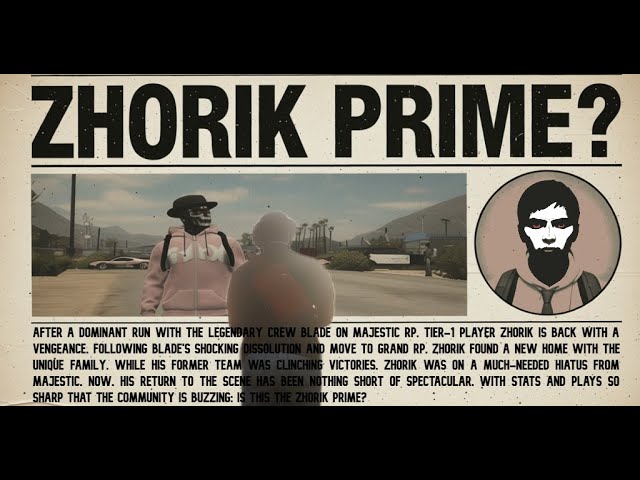 ZHORIK PRIME?
AFTER A DOMINANT RUN WITH THE LEGENDARY CREW BLADE ON MAJESTIC RP. TIER-1 PLAYER ZHORIK IS BACK WITH A
VENGEANCE. FOLLOWING BLADE'S SHOCKING DISSOLUTION AND MOVE TO GRAND RP. ZHORIK FOUND A NEW HOME WITH THE
UNIQUE FAMILY. WHILE HIS FORMER TEAM WAS CLINCHING VICTORIES. ZHORIK WAS ON A MUCH-NEEDED HIATUS FROM
MAJESTIC. NOW. HIS RETURN TO THE SCENE HAS BEEN NOTHING SHORT OF SPECTACULAR. WITH STATS AND PLAYS SO
SHARP THAT THE COMMUNITY IS BUZZING: IS THIS THE ZHORIK PRIME?